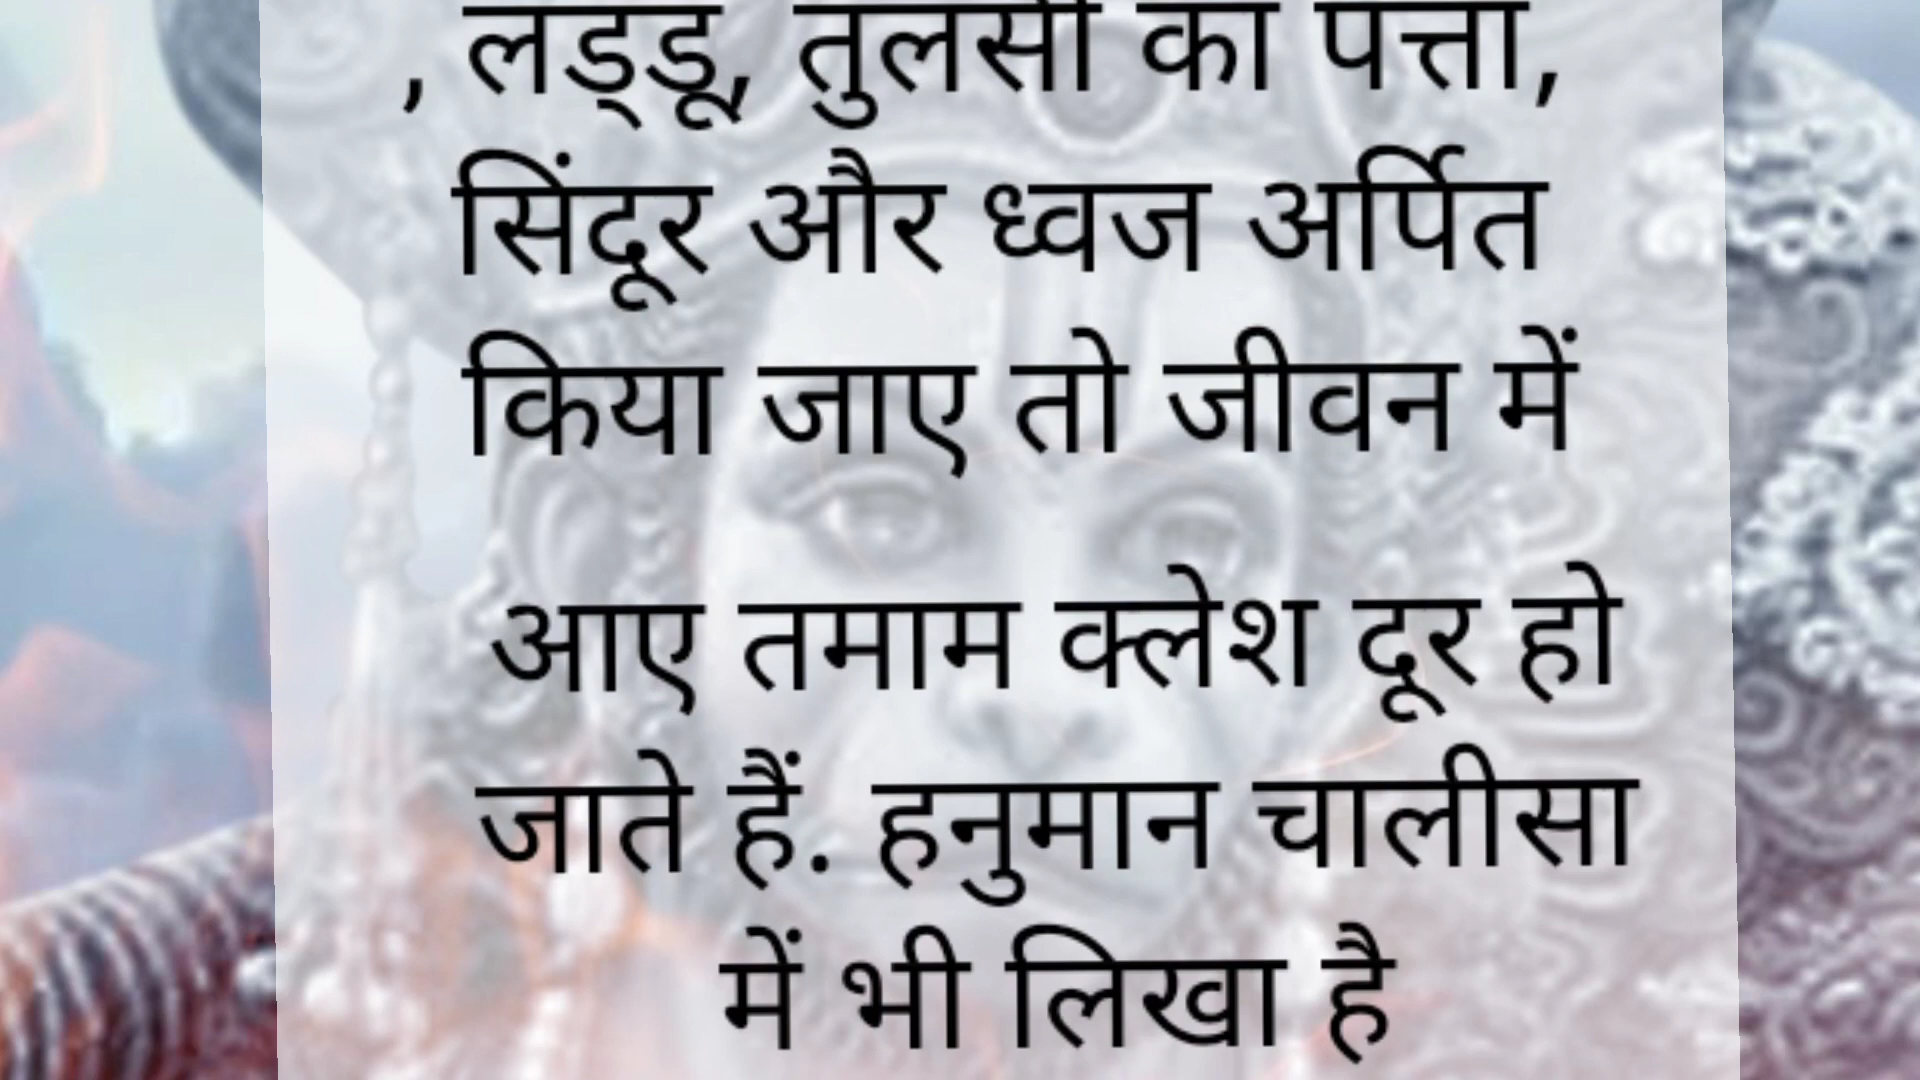 , लड्डू, तुलसी का पत्ता,
सिंदूर और ध्वज अर्पित
किया जाए तो जीवन में
आए तमाम क्लेश दूर हो
जाते हैं. हनुमान चालीसा
में भी लिखा है